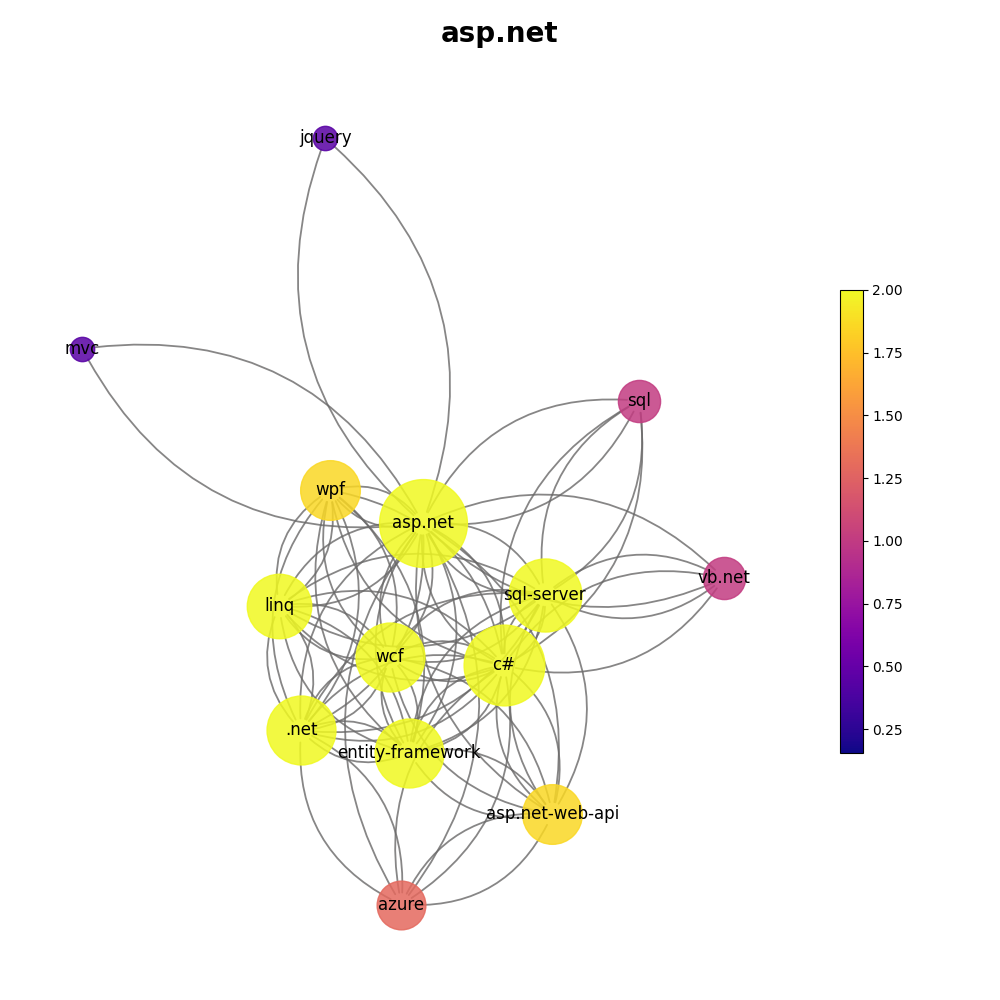 asp.net
jquery
mvc
sql
wpf
asp.net
vb.net
sql-server
linq
wcf
c#
.net
entity-framework
asp.net-web-api
azure
2.00
1.75
1.50
1.25
1.00
0.75
0.50
0.25